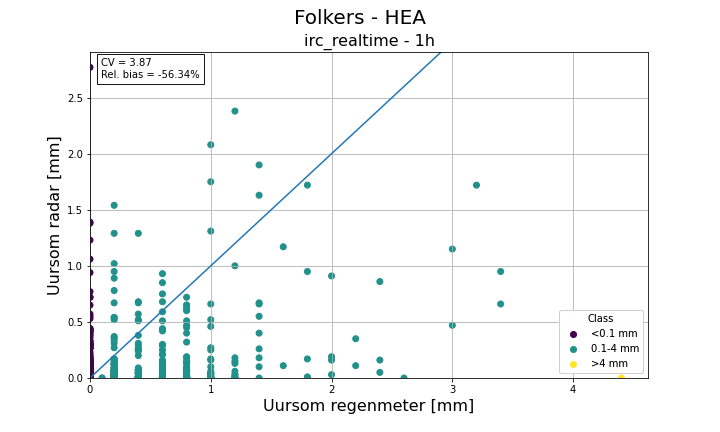 Folkers - HEA
irc_realtime - 1h
CV = 3.87
Rel. bias = -56.34%
Uursom radar [mm]
2.5
2.0
1.5
1.0
0.5
0.0
Class
<0.1 mm
0.1-4 mm
>4 mm
0 1 2 3 4
Uursom regenmeter [mm]